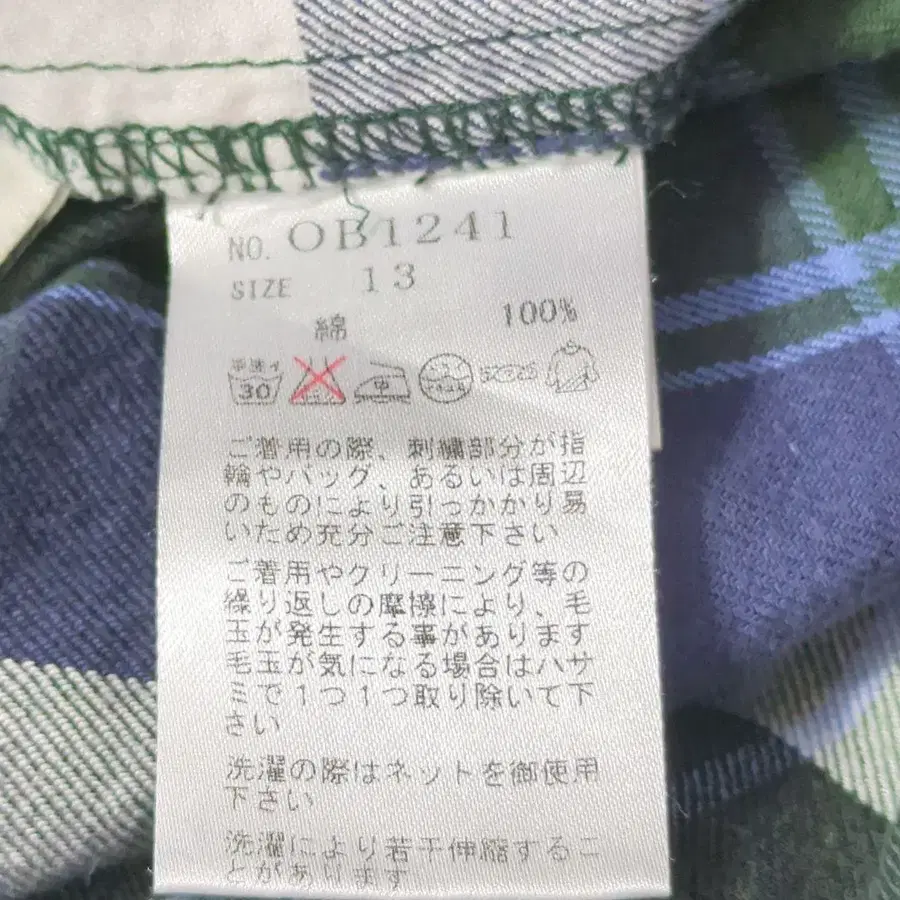 NO. OB1241
SIZE 13
綿 100%
30 中
ご着用の際、刺繍部分が指
輪やバッグ、あるいは周辺
のものにより引っかかり易
いため充分ご注意下さい
ご着用やクリーニング等の
繰り返しの摩擦により、毛
玉が発生する事があります
毛玉が気になる場合はハサ
ミで1つ1つ取り除いて下
さい
洗濯の際はネットを御使用
下さい
洗濯により若干伸縮するこ
とがあります